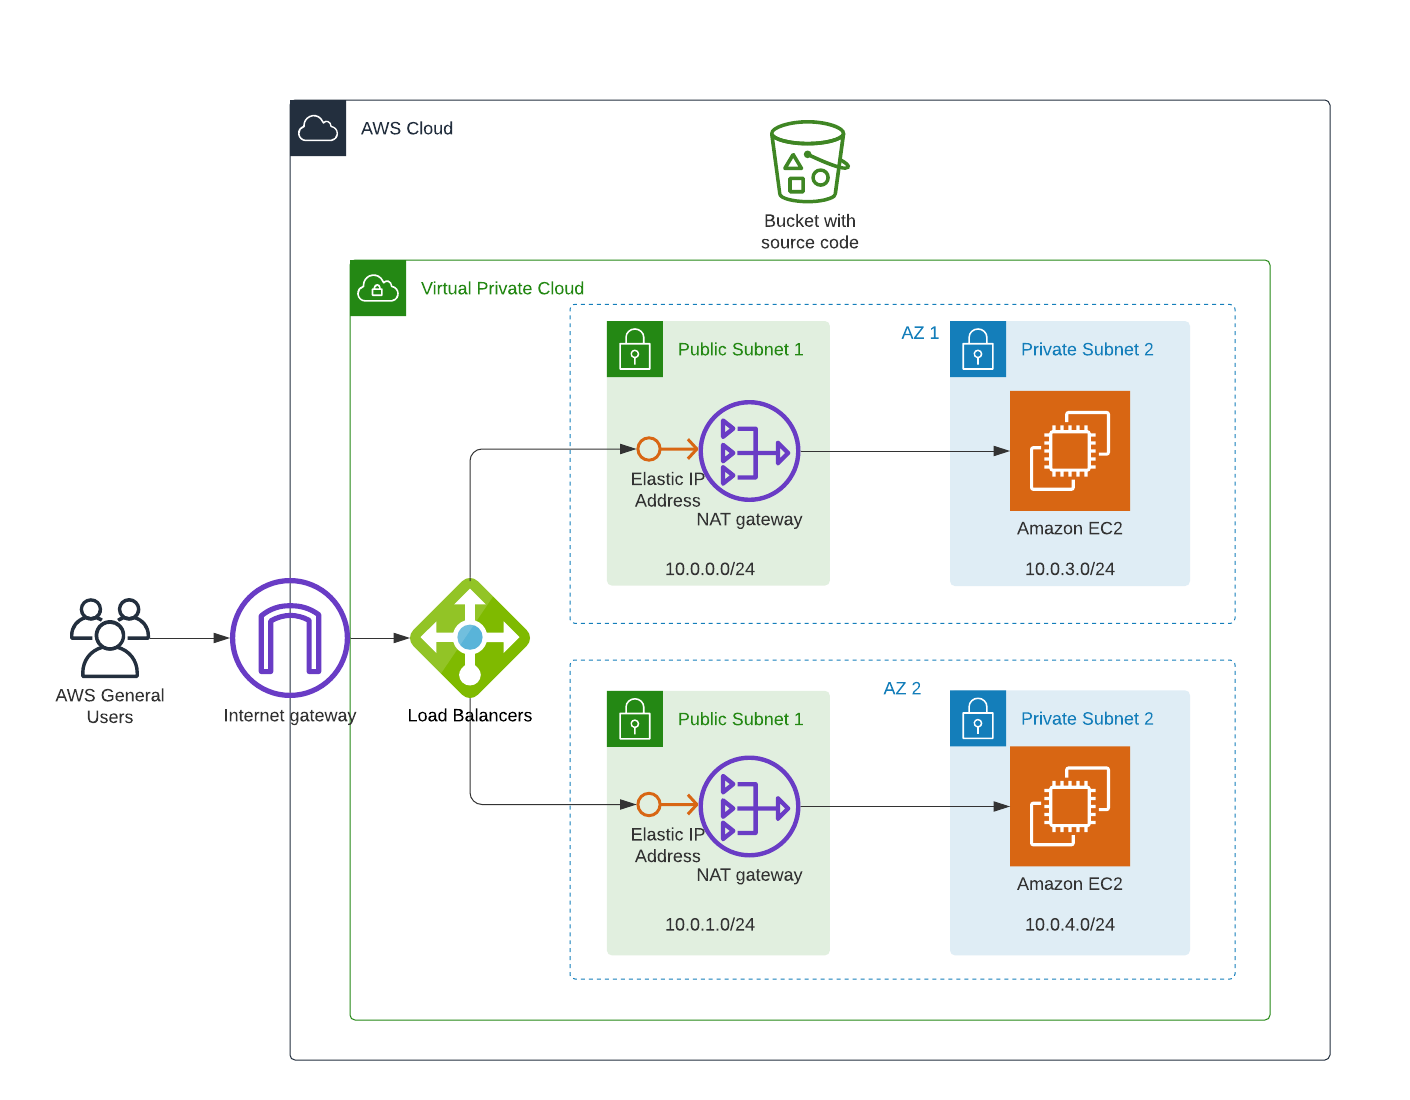 AWS Cloud
Bucket with
source code
Virtual Private Cloud
AZ 1
Public Subnet 1
Private Subnet 2
Elastic IP
Address
NAT gateway
Amazon EC2
10.0.0.0/24
10.0.3.0/24
AWS General
Users
Internet gateway
Load Balancers
AZ 2
Public Subnet 1
Private Subnet 2
Elastic IP
Address
NAT gateway
Amazon EC2
10.0.1.0/24
10.0.4.0/24